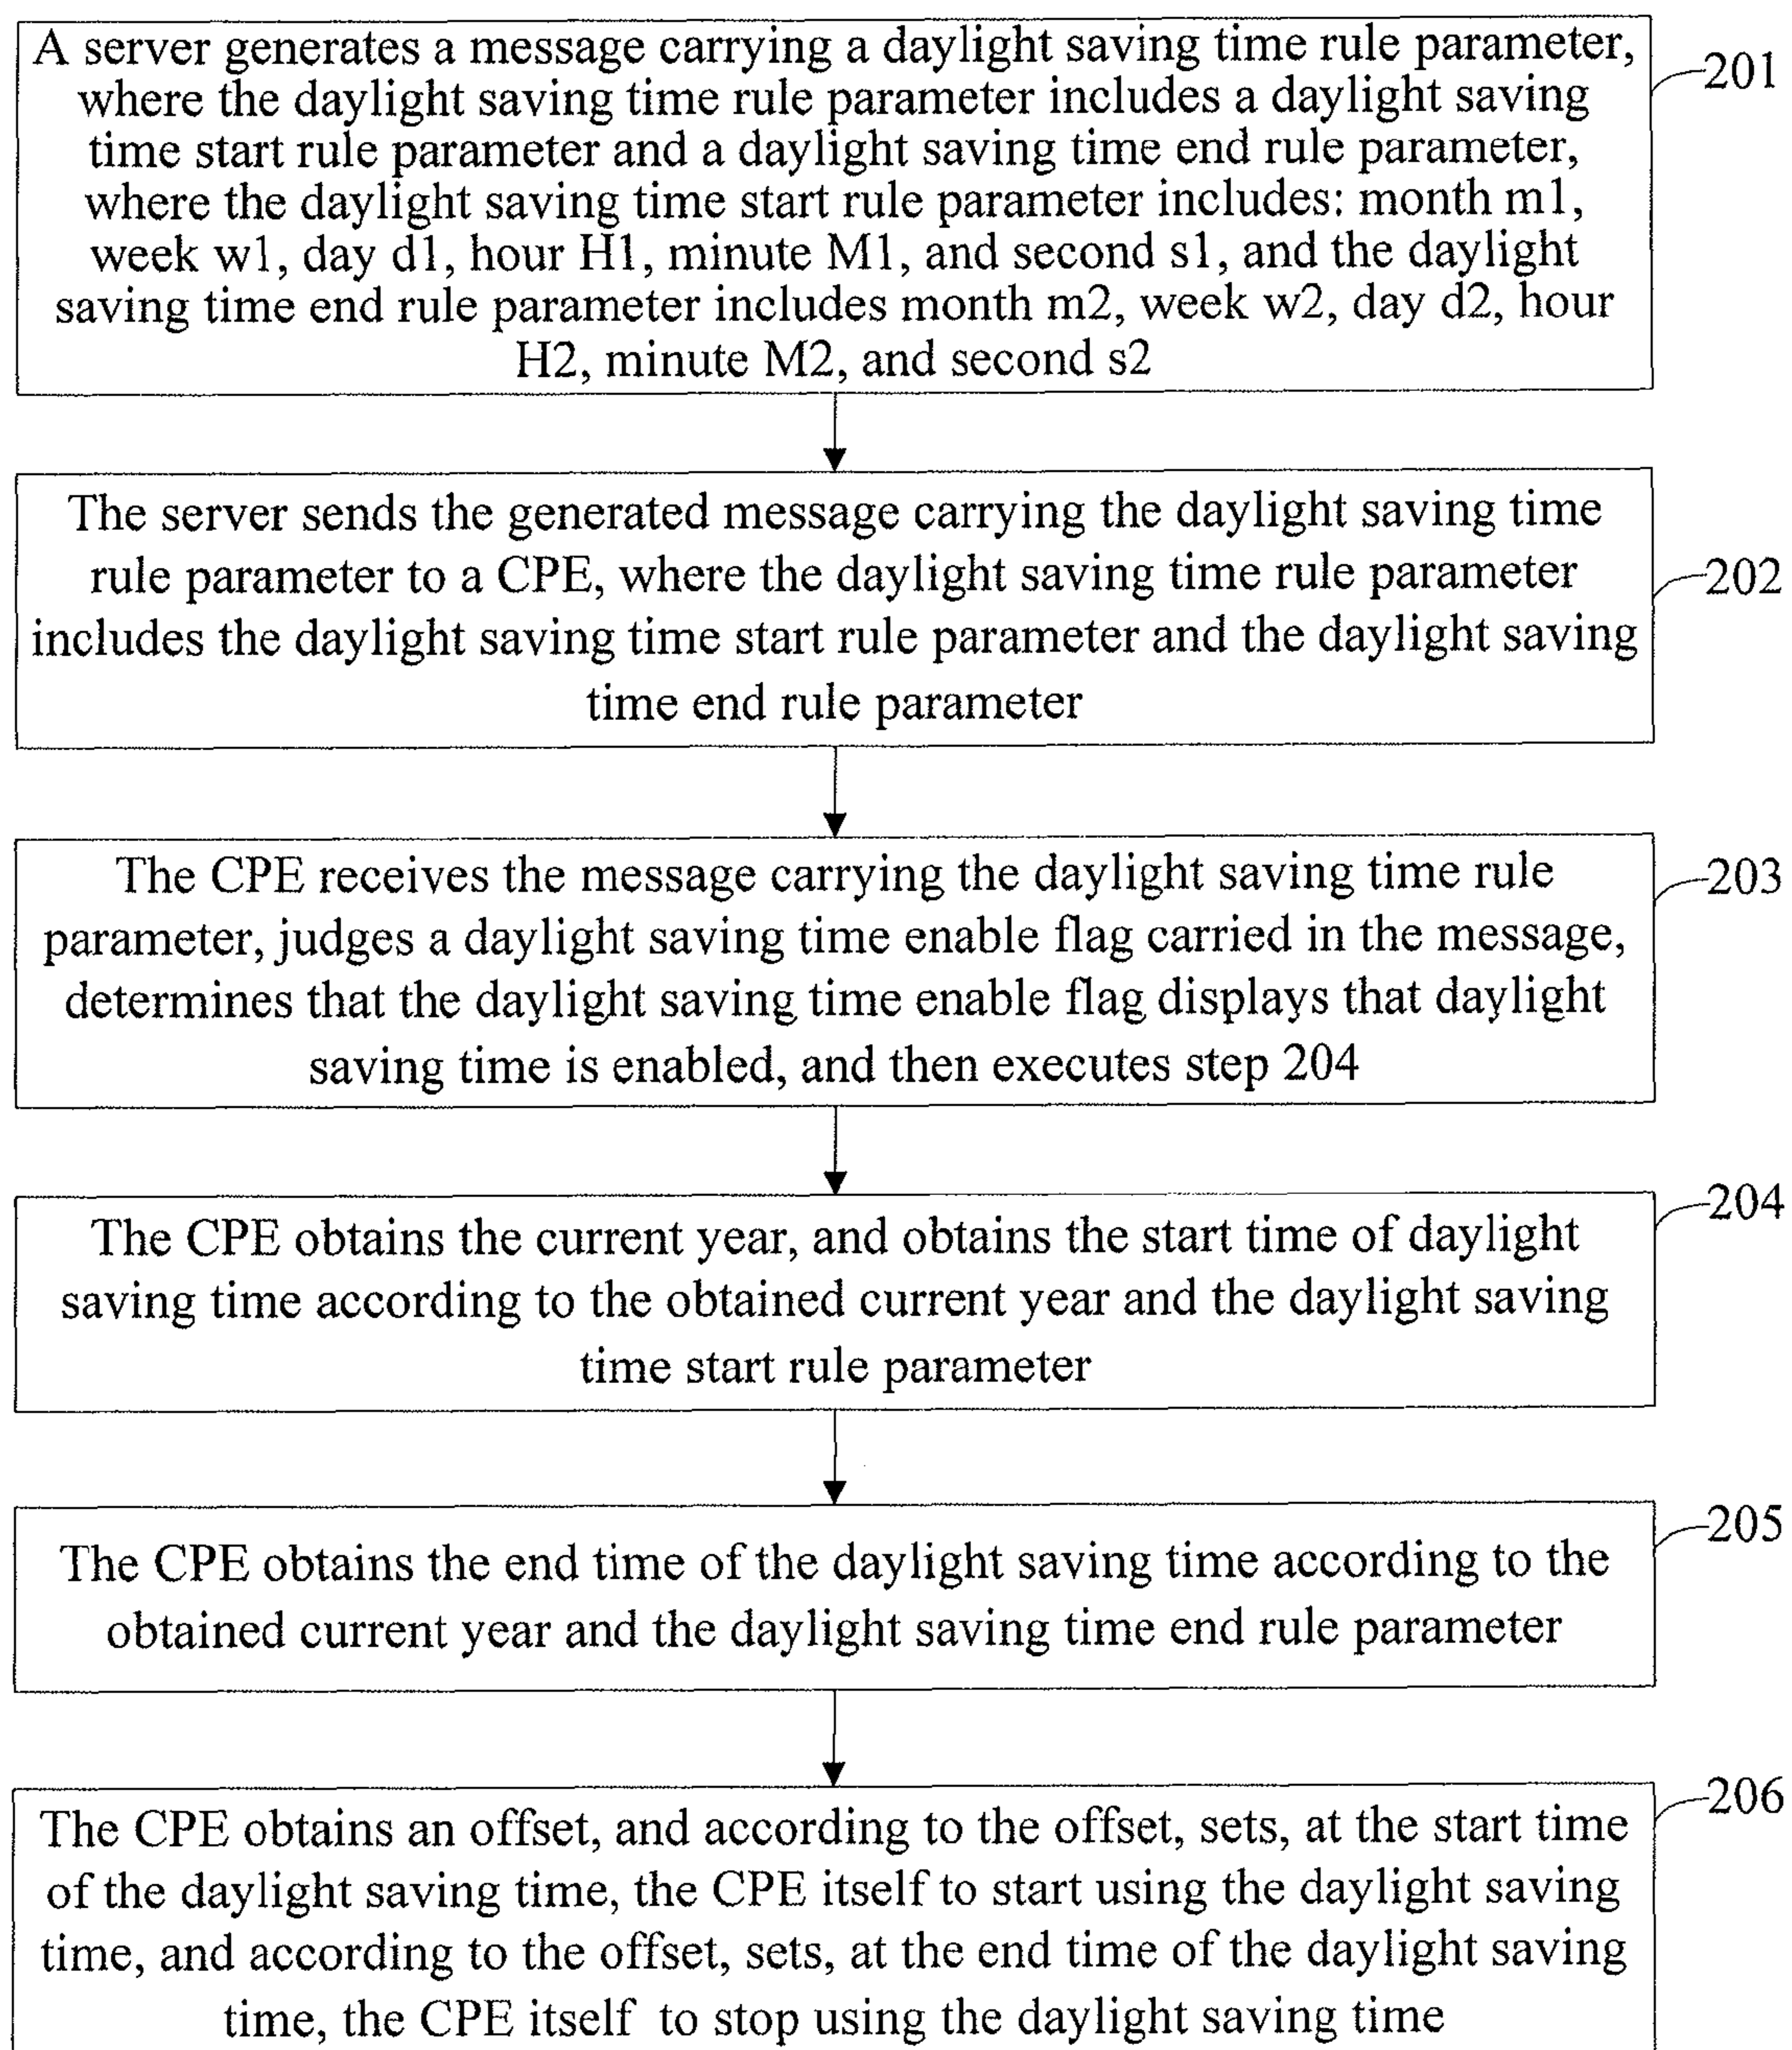 A server generates a message carrying a daylight saving time rule parameter,
where the daylight saving time rule parameter includes a daylight saving
time start rule parameter and a daylight saving time end rule parameter,
where the daylight saving time start rule parameter includes: month m1,
week w1, day d1, hour H1, minute M1, and second s1, and the daylight
saving time end rule parameter includes month m2, week w2, day d2, hour
H2, minute M2, and second s2
201
The server sends the generated message carrying the daylight saving time
rule parameter to a CPE, where the daylight saving time rule parameter
includes the daylight saving time start rule parameter and the daylight saving
time end rule parameter
202
The CPE receives the message carrying the daylight saving time rule
parameter, judges a daylight saving time enable flag carried in the message,
determines that the daylight saving time enable flag displays that daylight
saving time is enabled, and then executes step 204
203
The CPE obtains the current year, and obtains the start time of daylight
saving time according to the obtained current year and the daylight saving
time start rule parameter
204
The CPE obtains the end time of the daylight saving time according to the
obtained current year and the daylight saving time end rule parameter
205
The CPE obtains an offset, and according to the offset, sets, at the start time
of the daylight saving time, the CPE itself to start using the daylight saving
time, and according to the offset, sets, at the end time of the daylight saving
time, the CPE itself to stop using the daylight saving time
206